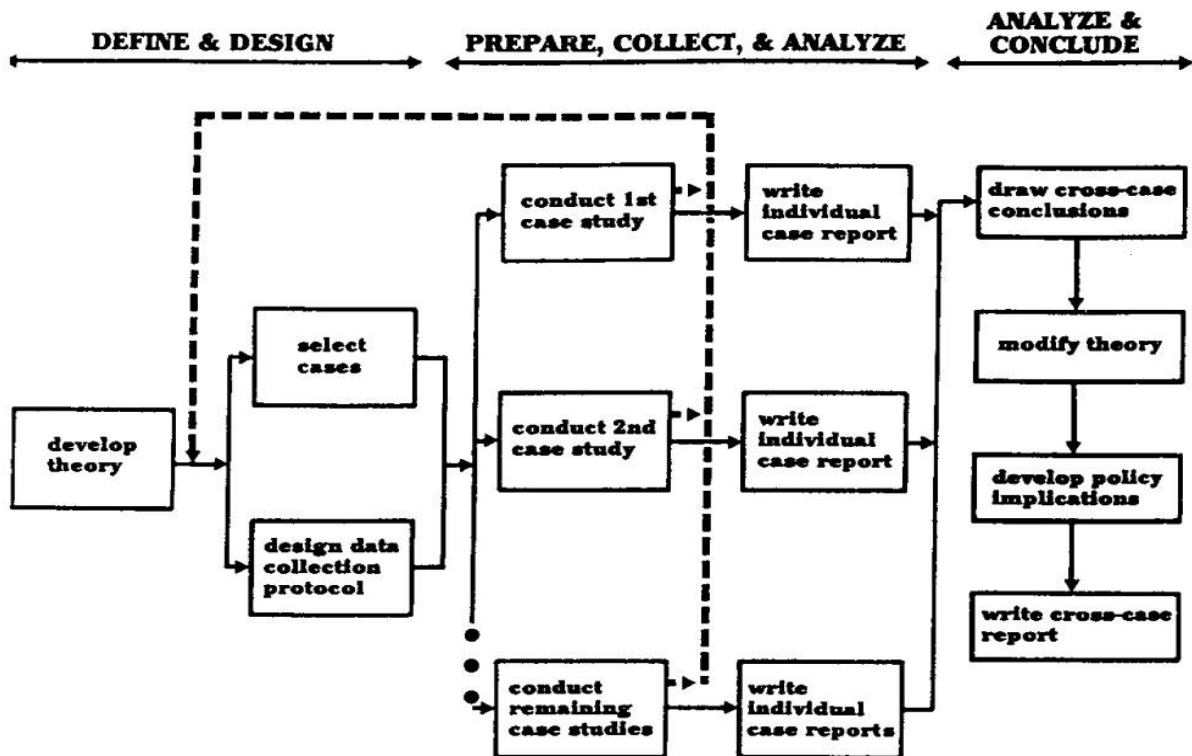 DEFINE & DESIGN
PREPARE, COLLECT, & ANALYZE
ANALYZE &
CONCLUDE
develop
theory
select
cases
design data
collection
protocol
conduct 1st
case study
write
individual
case report
conduct 2nd
case study
write
individual
case report
conduct
remaining
case studies
write
individual
case reports
draw cross-case
conclusions
modify theory
develop policy
implications
write cross-case
report